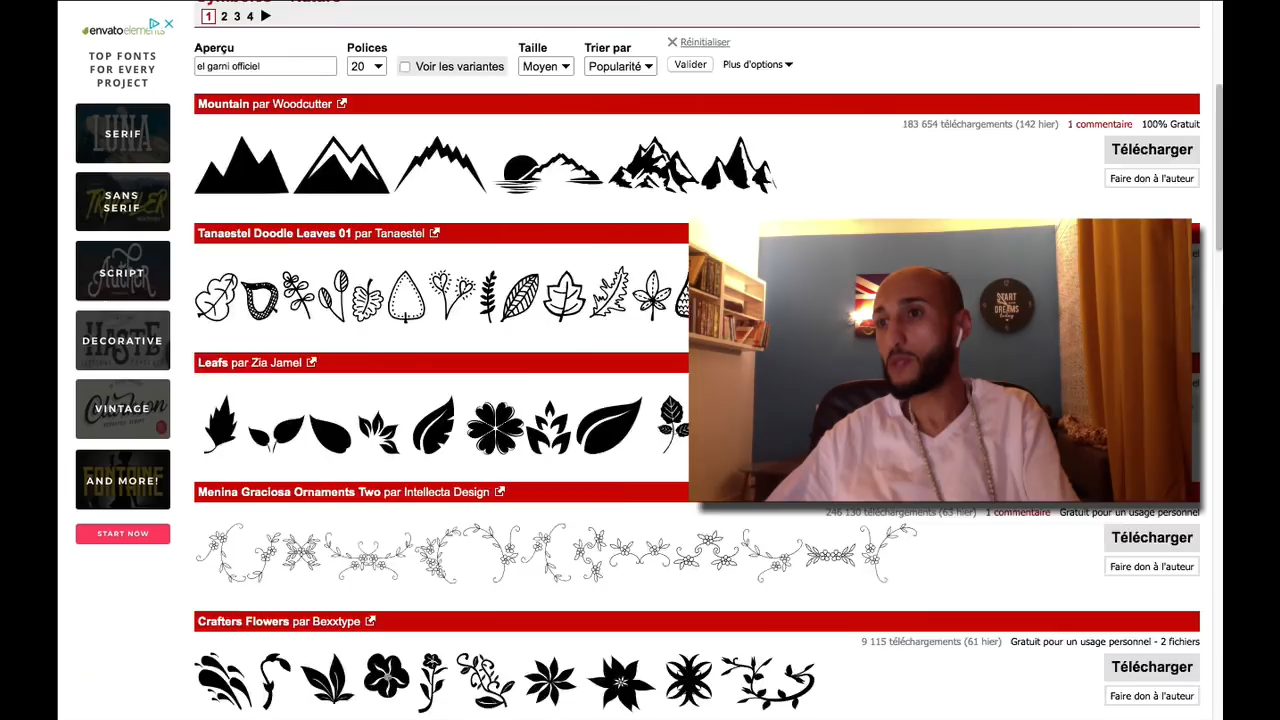 1 2 3 4
envato elements
TOP FONTS
FOR EVERY
PROJECT
SERIF
SANS
SERIF
SCRIPT
DECORATIVE
VINTAGE
AND MORE!
START NOW
Aperçu
Polices
Taille
Trier par
Réinitialiser
el garni officiel
20
Voir les variantes
Moyen
Popularité
Valider
Plus d'options
Mountain par Woodcutter
183 654 téléchargements (142 hier) 1 commentaire 100% Gratuit
Télécharger
Faire don à l'auteur
Tanaestel Doodle Leaves 01 par Tanaestel
START
DREAMS
today
Leafs par Zia Jamel
Menina Graciosa Ornaments Two par Intellecta Design
246 130 téléchargements (63 hier) 1 commentaire Gratuit pour un usage personnel
Télécharger
Faire don à l'auteur
Crafters Flowers par Bexxtype
9 115 téléchargements (61 hier) Gratuit pour un usage personnel - 2 fichiers
Télécharger
Faire don à l'auteur